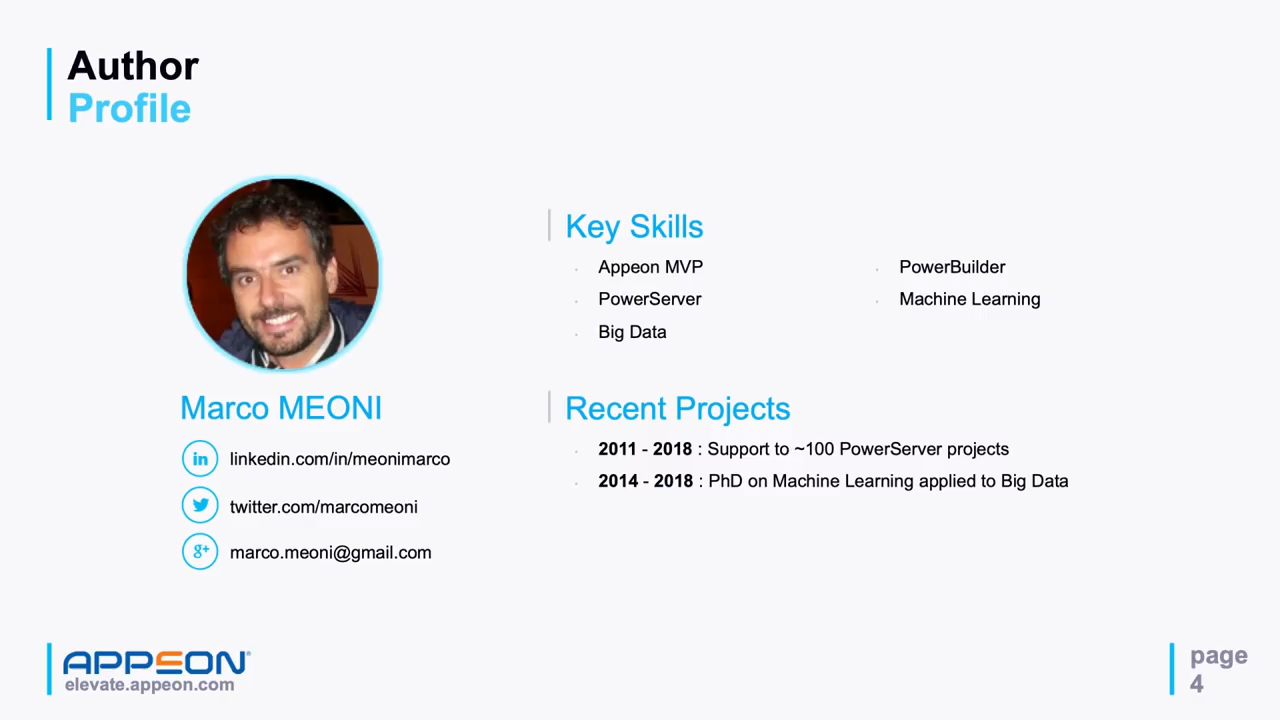 Author
Profile
Key Skills
Appeon MVP
PowerServer
Big Data
PowerBuilder
Machine Learning
Marco MEONI
linkedin.com/in/meonimarco
twitter.com/marcomeoni
marco.meoni@gmail.com
Recent Projects
2011 - 2018 : Support to ~100 PowerServer projects
2014 - 2018 : PhD on Machine Learning applied to Big Data
APPEON®
elevate.appeon.com
page
4